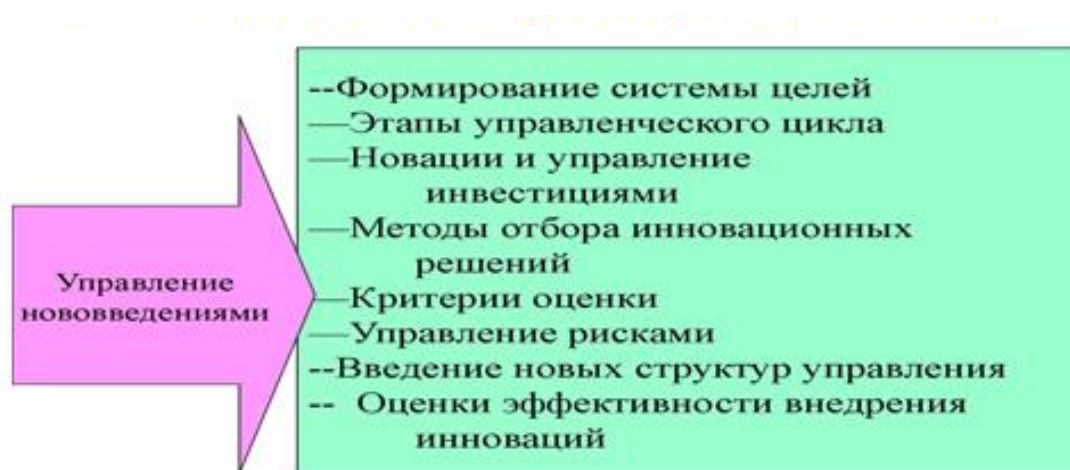 Управление
нововведениями
--Формирование системы целей
—Этапы управленческого цикла
—Новации и управление
инвестициями
—Методы отбора инновационных
решений
—Критерии оценки
—Управление рисками
--Введение новых структур управления
-- Оценки эффективности внедрения
инноваций